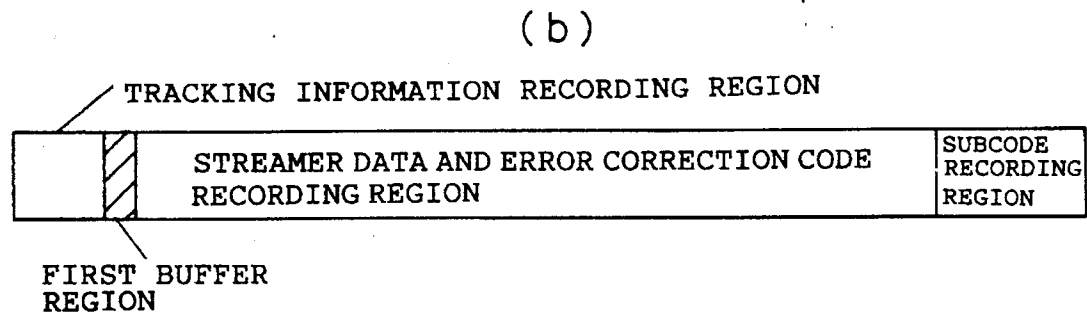 (b)
TRACKING INFORMATION RECORDING REGION
STREAMER DATA AND ERROR CORRECTION CODE
RECORDING REGION
SUBCODE
RECORDING
REGION
FIRST BUFFER
REGION